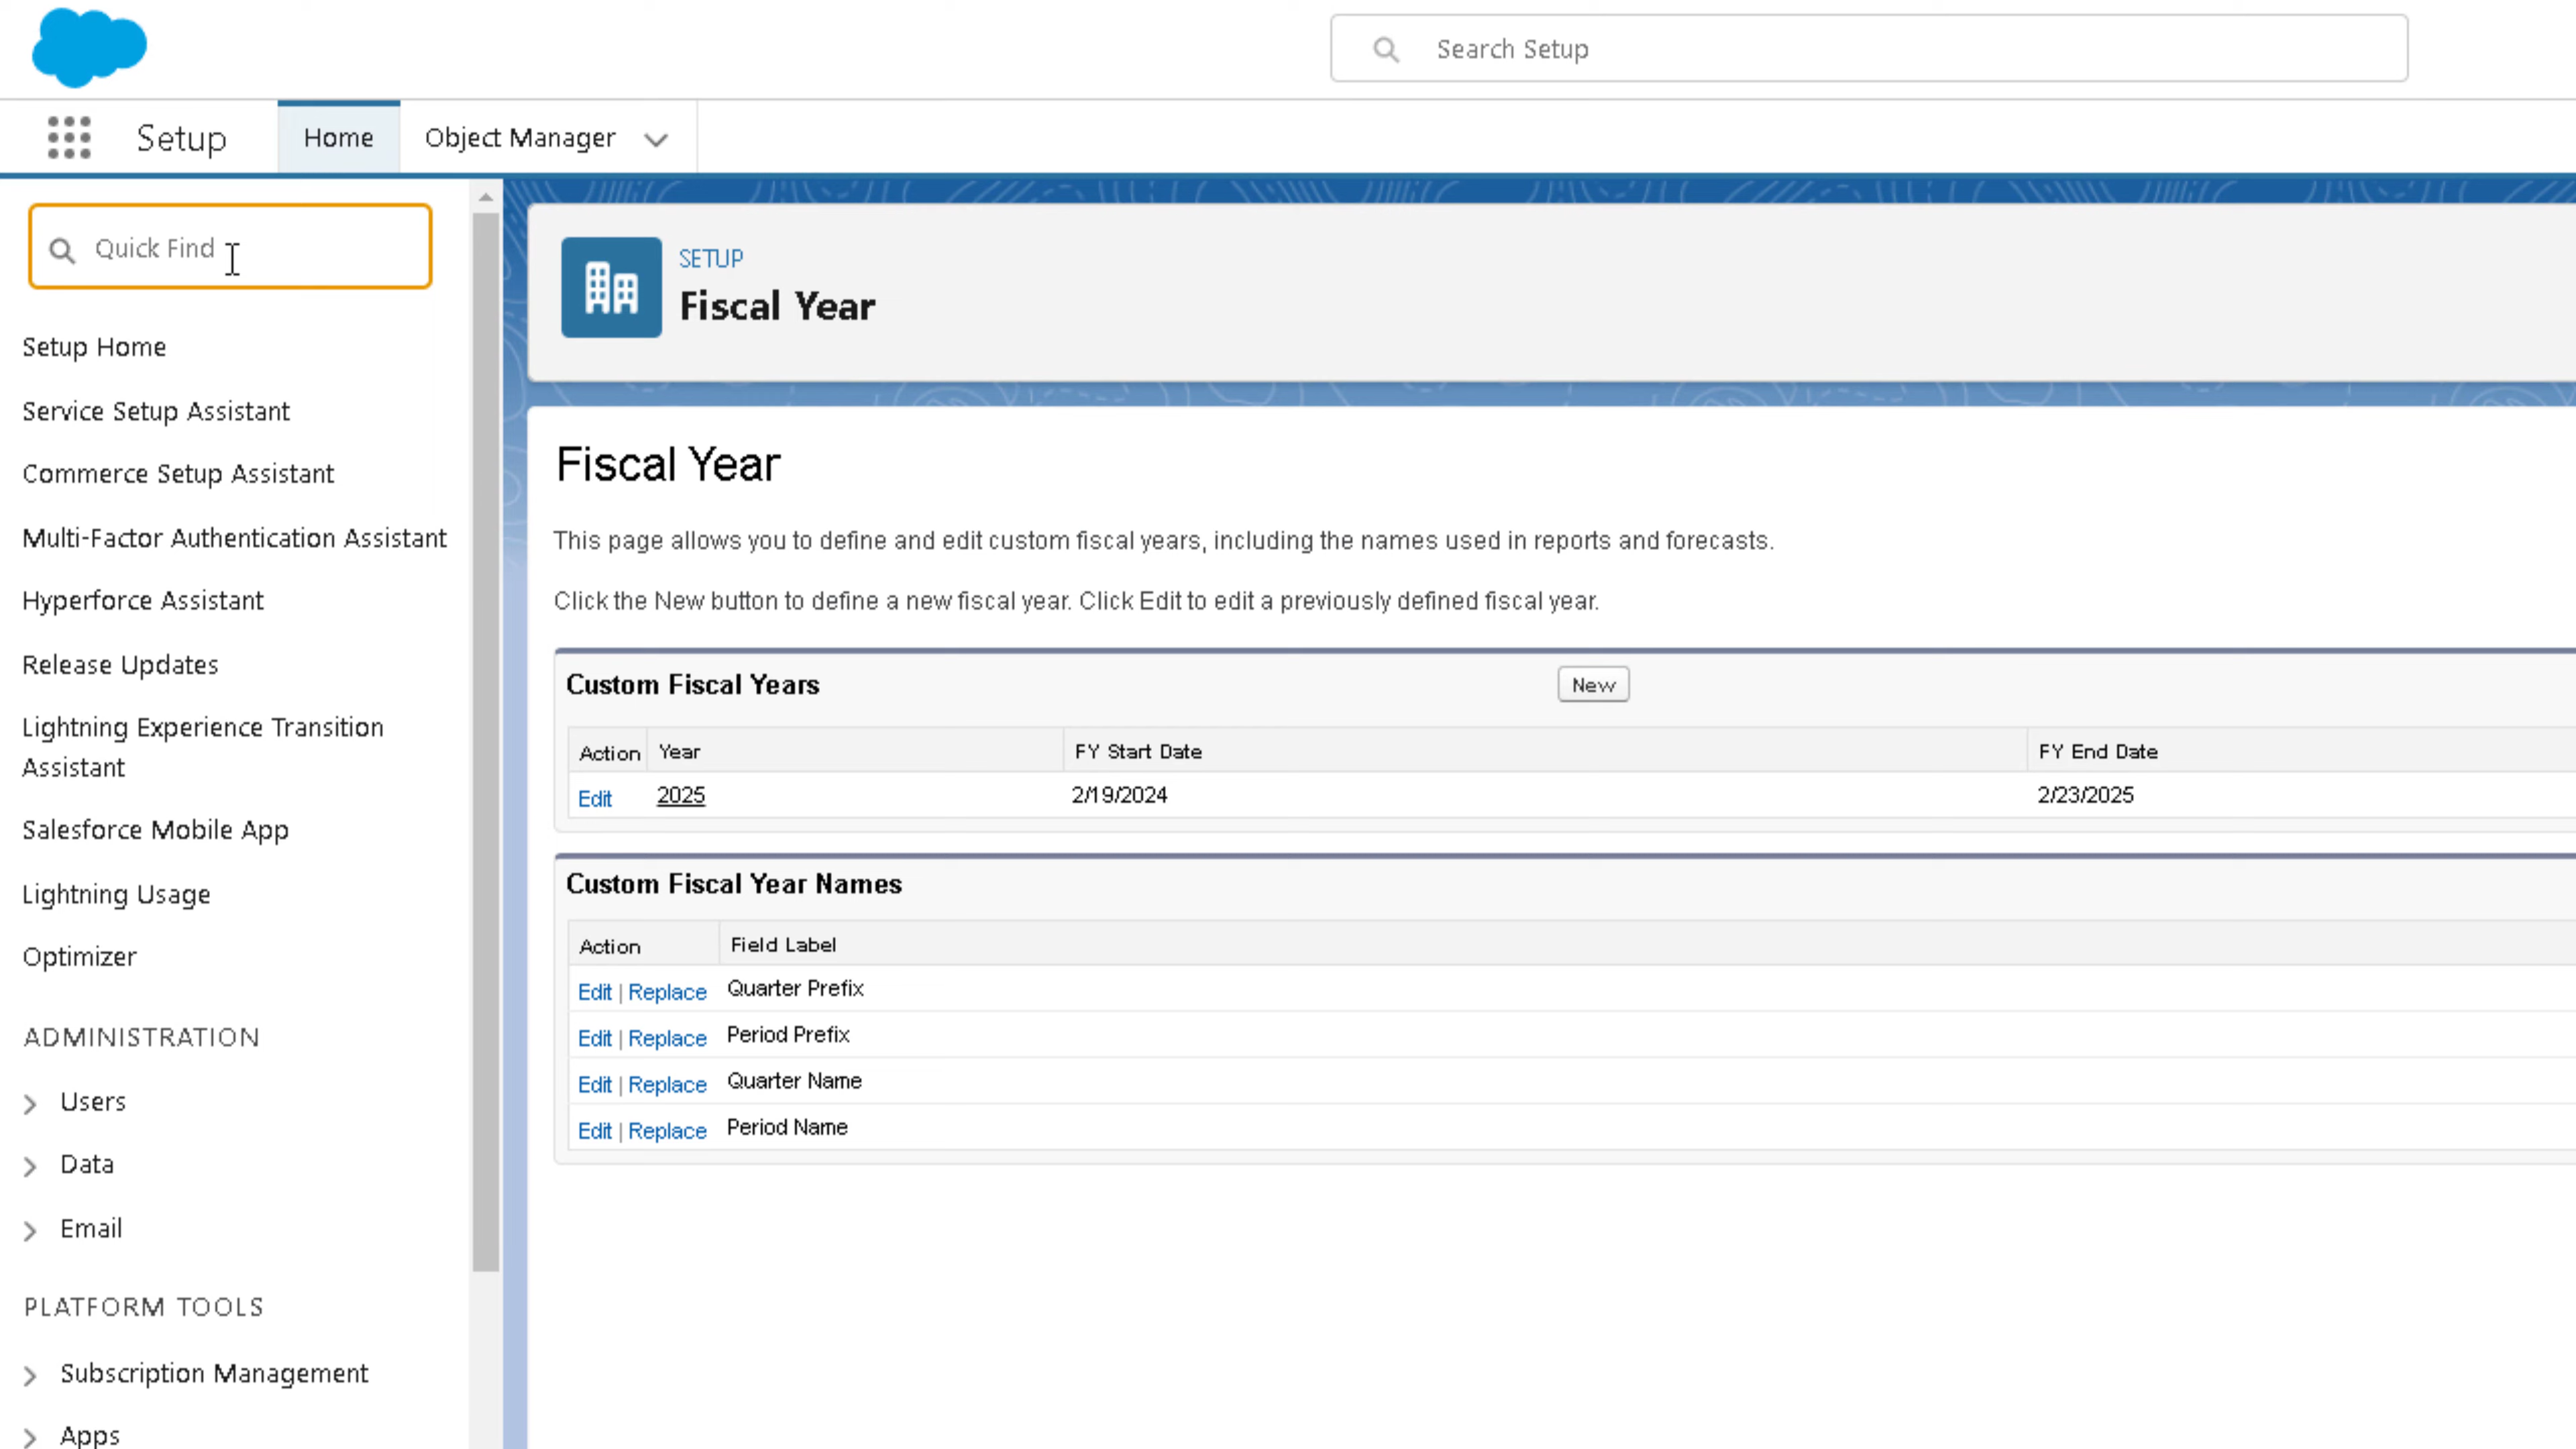 Search Setup
Setup
Home
Object Manager
Quick Find
Setup Home
Service Setup Assistant
Commerce Setup Assistant
Multi-Factor Authentication Assistant
Hyperforce Assistant
Release Updates
Lightning Experience Transition
Assistant
Salesforce Mobile App
Lightning Usage
Optimizer
ADMINISTRATION
Users
Data
Email
PLATFORM TOOLS
Subscription Management
Apps
SETUP
Fiscal Year
Fiscal Year
This page allows you to define and edit custom fiscal years, including the names used in reports and forecasts.
Click the New button to define a new fiscal year. Click Edit to edit a previously defined fiscal year.
Custom Fiscal Years
New
Action Year FY Start Date FY End Date
Edit 2025 2/19/2024 2/23/2025
Custom Fiscal Year Names
Action Field Label
Edit | Replace Quarter Prefix
Edit | Replace Period Prefix
Edit | Replace Quarter Name
Edit | Replace Period Name